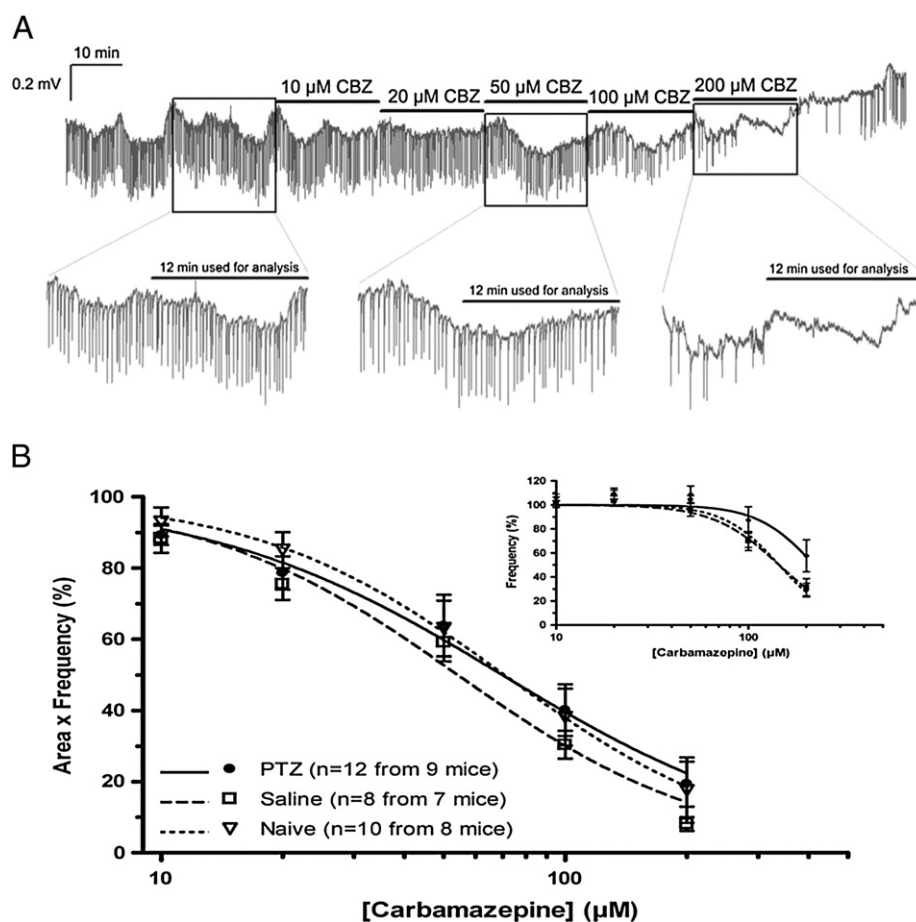 A
10 min
0.2 mV
10 µM CBZ
20 µM CBZ
50 µM CBZ
100 µM CBZ
200 µM CBZ
12 min used for analysis
12 min used for analysis
12 min used for analysis
B
Area x Frequency (%)
100
80
60
40
20
0
10
100
[Carbamazepine] (µM)
PTZ (n=12 from 9 mice)
Saline (n=8 from 7 mice)
Naive (n=10 from 8 mice)
Frequency (%)
120
100
80
60
40
20
0
10
100
[Carbamazepine] (µM)